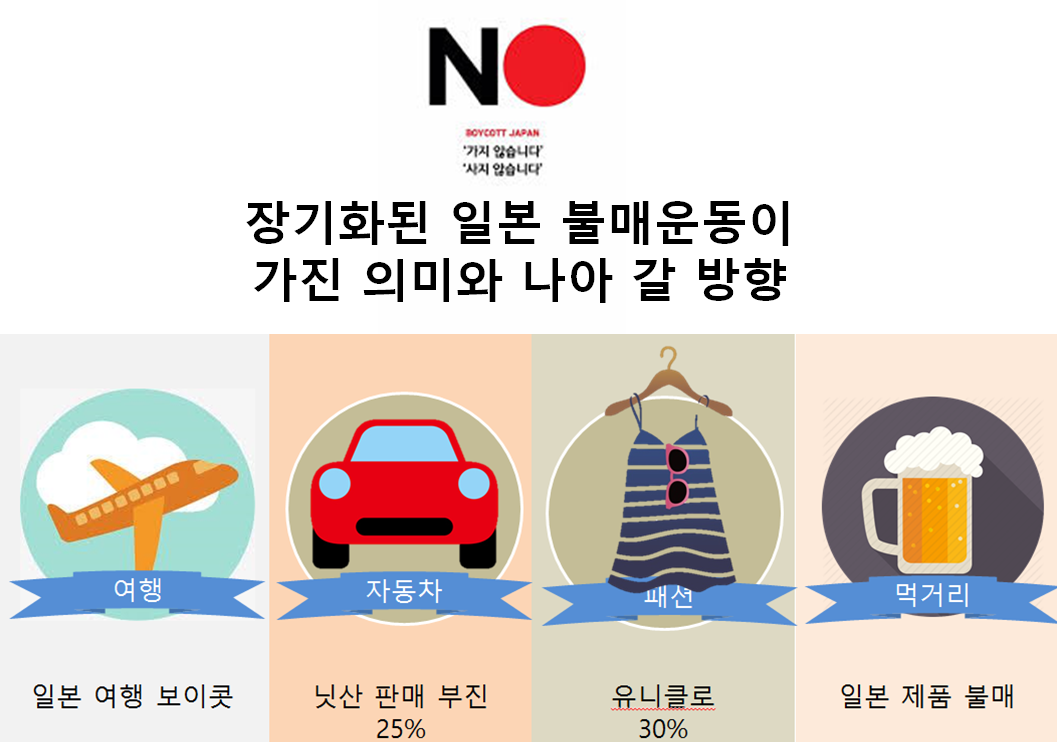 NO
BOYCOTT JAPAN
'가지 않습니다'
'사지 않습니다'
장기화된 일본 불매운동이
가진 의미와 나아 갈 방향
여행
자동차
패션
먹거리
일본 여행 보이콧
닛산 판매 부진
25%
유니클로
30%
일본 제품 불매